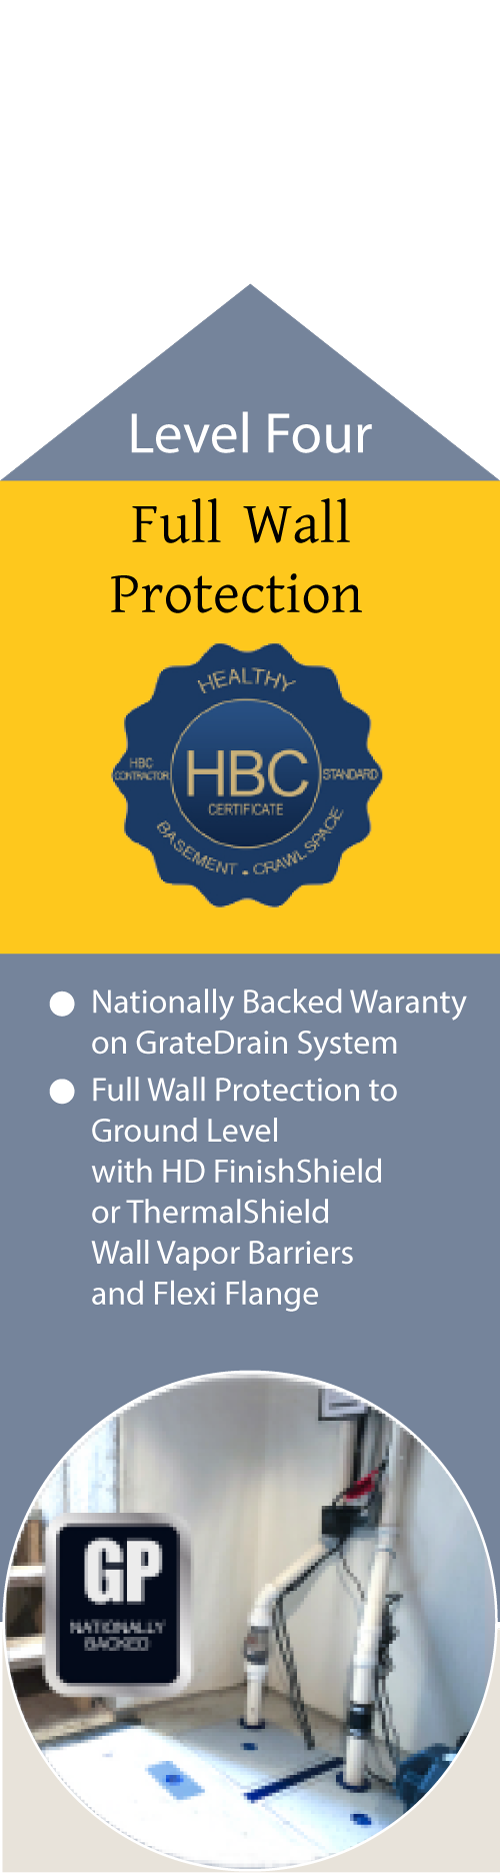 Level Four
Full Wall
Protection
HEALTHY
HBC
CONTRACTOR
HBC
CERTIFICATE
STANDARD
BASEMENT . CRAWLSPACE
Nationally Backed Waranty
on GrateDrain System
Full Wall Protection to
Ground Level
with HD FinishShield
or ThermalShield
Wall Vapor Barriers
and Flexi Flange
GP
NATIONALLY
BACKED